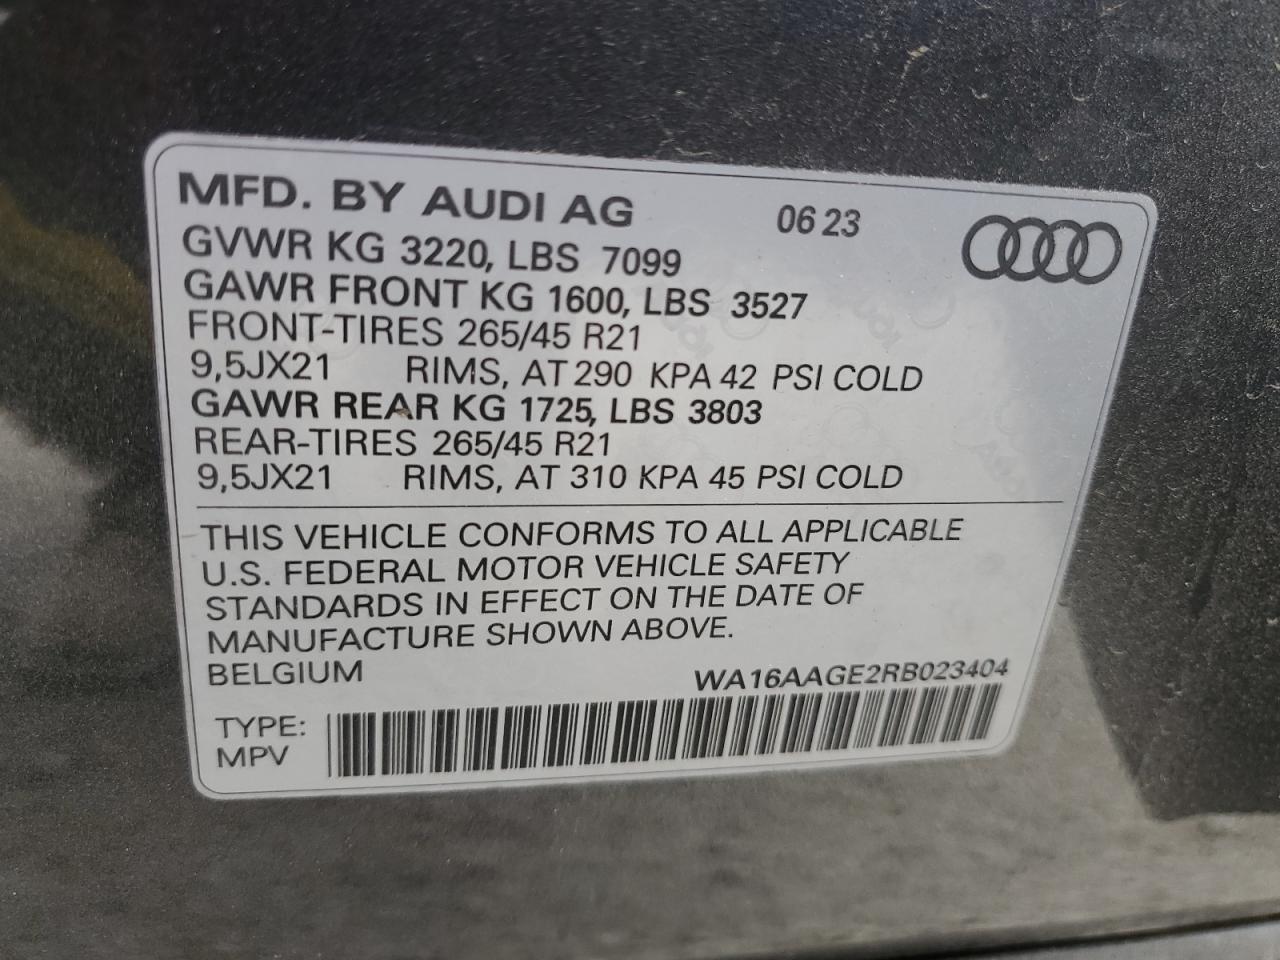 MFD. BY AUDI AG 06 23
GVWR KG 3220, LBS 7099
GAWR FRONT KG 1600, LBS 3527
FRONT-TIRES 265/45 R21
9,5JX21 RIMS, AT 290 KPA 42 PSI COLD
GAWR REAR KG 1725, LBS 3803
REAR-TIRES 265/45 R21
9,5JX21 RIMS, AT 310 KPA 45 PSI COLD
THIS VEHICLE CONFORMS TO ALL APPLICABLE
U.S. FEDERAL MOTOR VEHICLE SAFETY
STANDARDS IN EFFECT ON THE DATE OF
MANUFACTURE SHOWN ABOVE.
BELGIUM WA16AAGE2RB023404
TYPE:
MPV